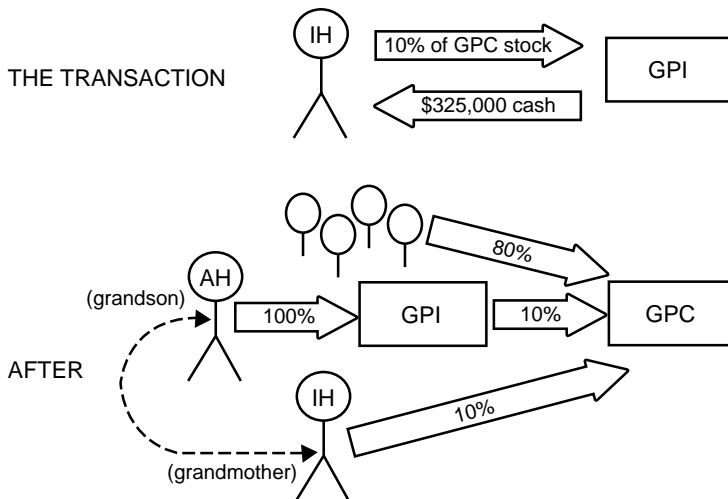 IH
10% of GPC stock
GPI
THE TRANSACTION
$325,000 cash
80%
AH
(grandson)
100%
GPI
10%
GPC
AFTER
IH
10%
(grandmother)